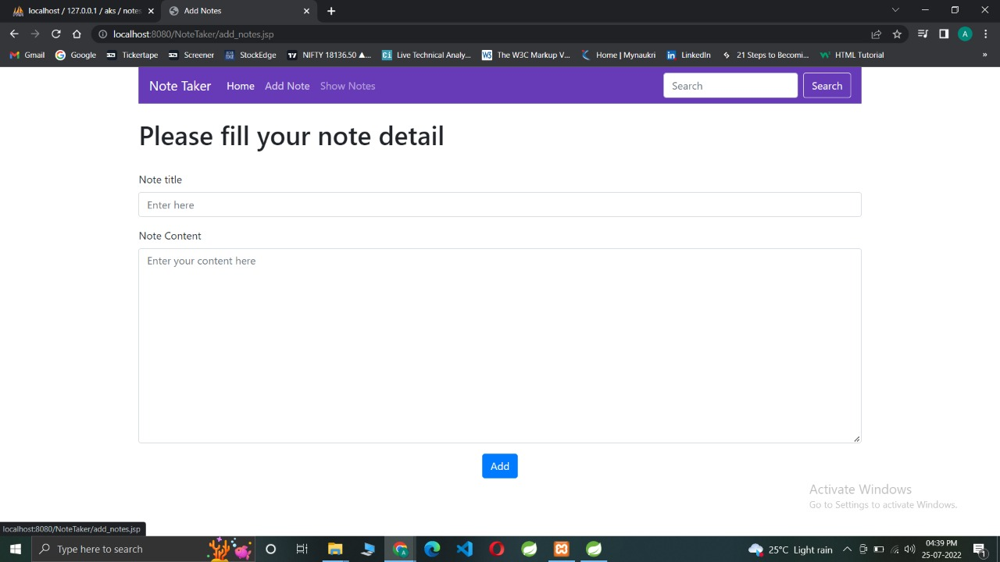 localhost / 127.0.0.1 / aks / notes
Add Notes
localhost:8080/NoteTaker/add_notes.jsp
A
Gmail
Google
Tickertape
Screener
StockEdge
NIFTY 18136.50 ▲...
Live Technical Analy...
The W3C Markup V...
Home | Mynaukri
LinkedIn
21 Steps to Becomi...
HTML Tutorial
»
Note Taker
Home
Add Note
Show Notes
Search
Search
Please fill your note detail
Note title
Enter here
Note Content
Enter your content here
Add
Activate Windows
Go to Settings to activate Windows.
localhost:8080/NoteTaker/add_notes.jsp
Type here to search
25°C Light rain
04:39 PM
25-07-2022
1